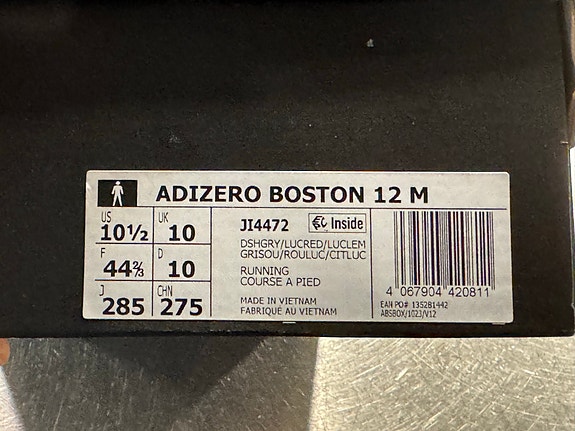 ADIZERO BOSTON 12 M
US 10½ UK 10
F 44⅔ D 10
J 285 CHN 275
JI4472 Inside
DSHGRY/LUCRED/LUCLEM
GRISOU/ROULUC/CITLUC
RUNNING
COURSE A PIED
MADE IN VIETNAM
FABRIQUÉ AU VIETNAM
4 067904 420811
EAN PO# 135281442
ABSBOX/1023/V12